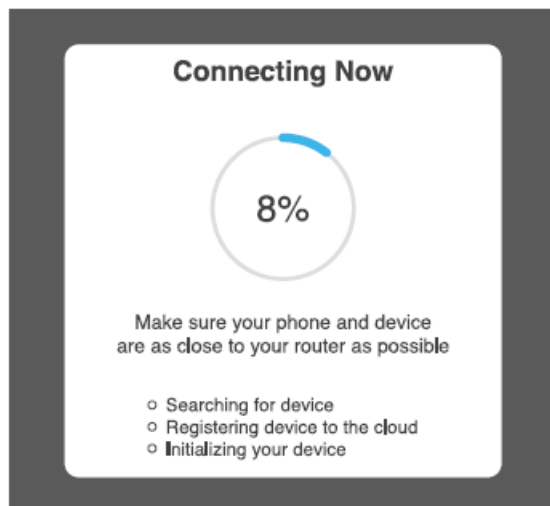 Connecting Now
8%
Make sure your phone and device
are as close to your router as possible
Searching for device
Registering device to the cloud
Initializing your device